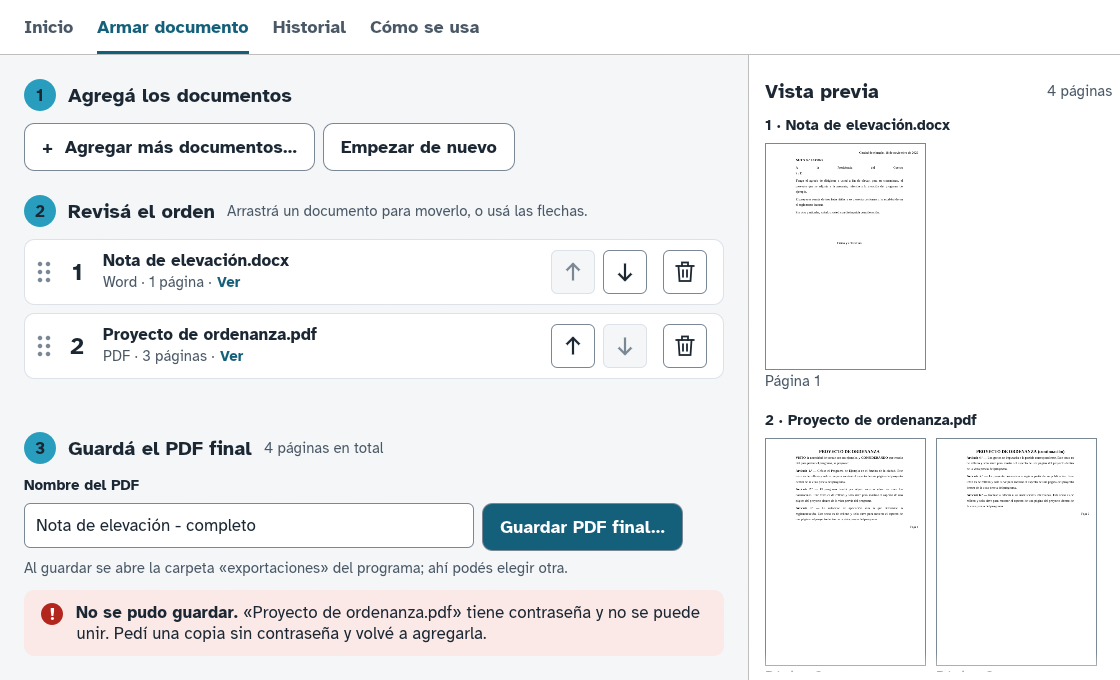 Inicio Armar documento Historial Cómo se usa
1 Agregá los documentos
+ Agregar más documentos... Empezar de nuevo
2 Revisá el orden Arrastrá un documento para moverlo, o usá las flechas.
1 Nota de elevación.docx
Word · 1 página · Ver
2 Proyecto de ordenanza.pdf
PDF · 3 páginas · Ver
3 Guardá el PDF final 4 páginas en total
Nombre del PDF
Nota de elevación - completo Guardar PDF final...
Al guardar se abre la carpeta «exportaciones» del programa; ahí podés elegir otra.
! No se pudo guardar. «Proyecto de ordenanza.pdf» tiene contraseña y no se puede
unir. Pedí una copia sin contraseña y volvé a agregarla.
Vista previa 4 páginas
1 · Nota de elevación.docx
Página 1
2 · Proyecto de ordenanza.pdf
PROYECTO DE ORDENANZA
PROYECTO DE ORDENANZA (continuación)